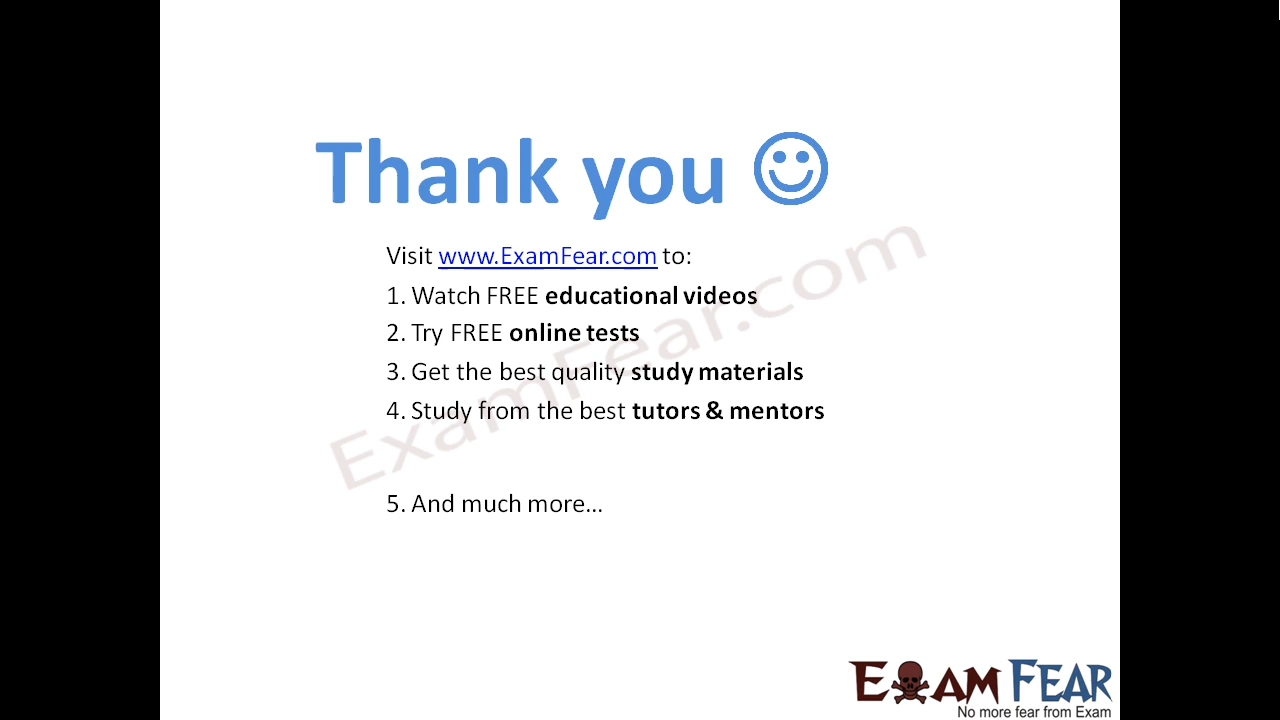 Thank you
Visit www.ExamFear.com to:
1. Watch FREE educational videos
2. Try FREE online tests
3. Get the best quality study materials
4. Study from the best tutors & mentors
5. And much more...
ExamFear.com
EXAM FEAR
No more fear from Exam